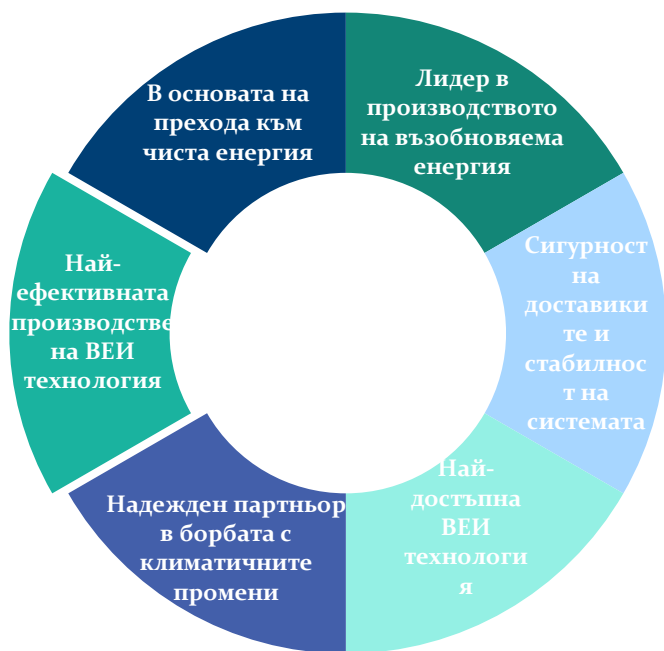 В основата на
прехода към
чиста енергия
Лидер в
производството
на възобновяема
енергия
Сигурност
на
доставики
те и
стабилнос
т на
системата
Най-
достъпна
ВЕИ
технологи
я
Надежден партньор
в борбата с
климатичните
промени
Най-
ефективната
производстве
на ВЕИ
технология